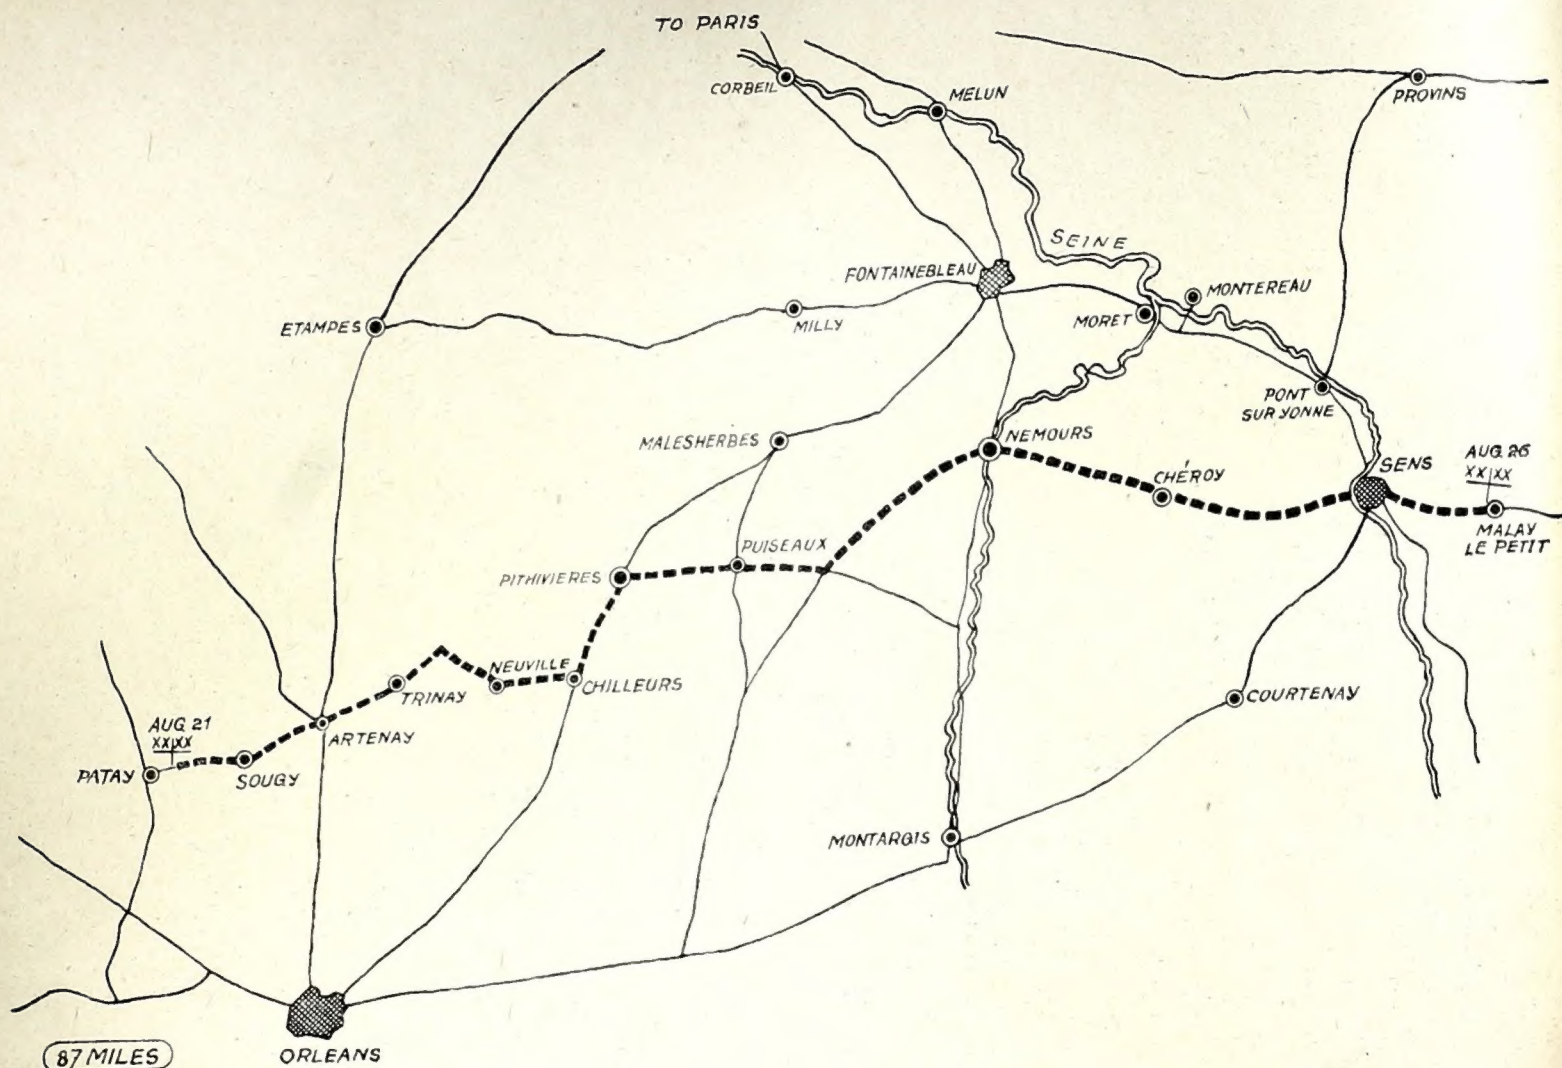 TO PARIS
CORBEIL
MELUN
PROVINS
SEINE
FONTAINEBLEAU
MONTEREAU
ETAMPES
MILLY
MORET
PONT
SUR YONNE
MALESHERBES
NEMOURS
AUG. 26
XX XX
SENS
CHÉROY
MALAY
LE PETIT
PUISEAUX
PITHIVIERES
NEUVILLE
CHILLEURS
TRINAY
COURTENAY
AUG 21
XX XX
ARTENAY
PATAY
SOUGY
MONTARGIS
87 MILES
ORLEANS